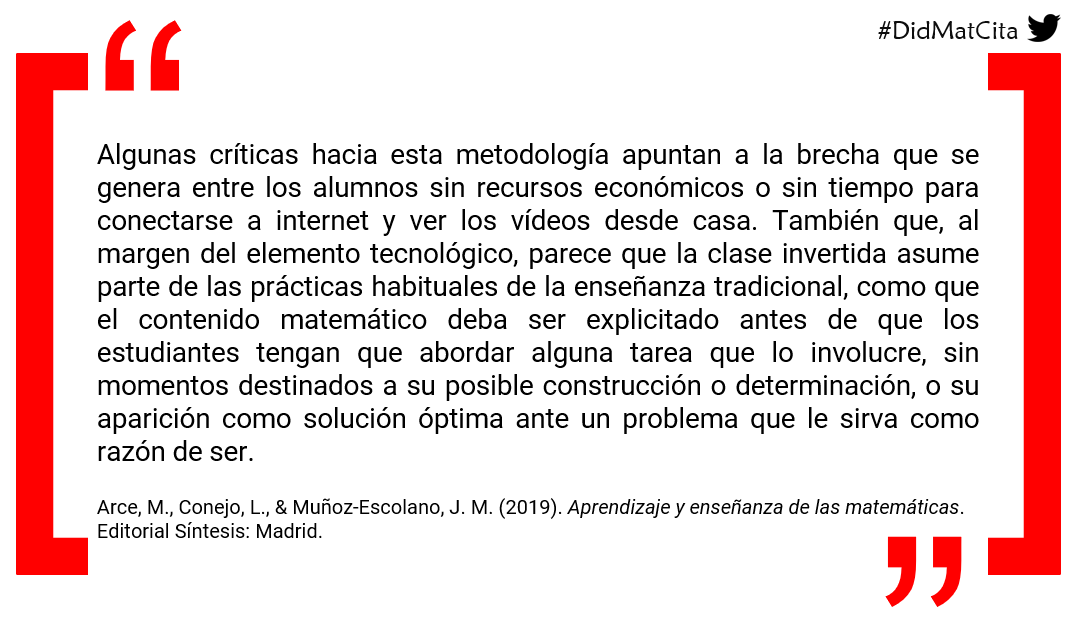 #DidMatCita
“
Algunas críticas hacia esta metodología apuntan a la brecha que se
genera entre los alumnos sin recursos económicos o sin tiempo para
conectarse a internet y ver los vídeos desde casa. También que, al
margen del elemento tecnológico, parece que la clase invertida asume
parte de las prácticas habituales de la enseñanza tradicional, como que
el contenido matemático deba ser explicitado antes de que los
estudiantes tengan que abordar alguna tarea que lo involucre, sin
momentos destinados a su posible construcción o determinación, o su
aparición como solución óptima ante un problema que le sirva como
razón de ser.
Arce, M., Conejo, L., & Muñoz-Escolano, J. M. (2019). Aprendizaje y enseñanza de las matemáticas.
Editorial Síntesis: Madrid.
”